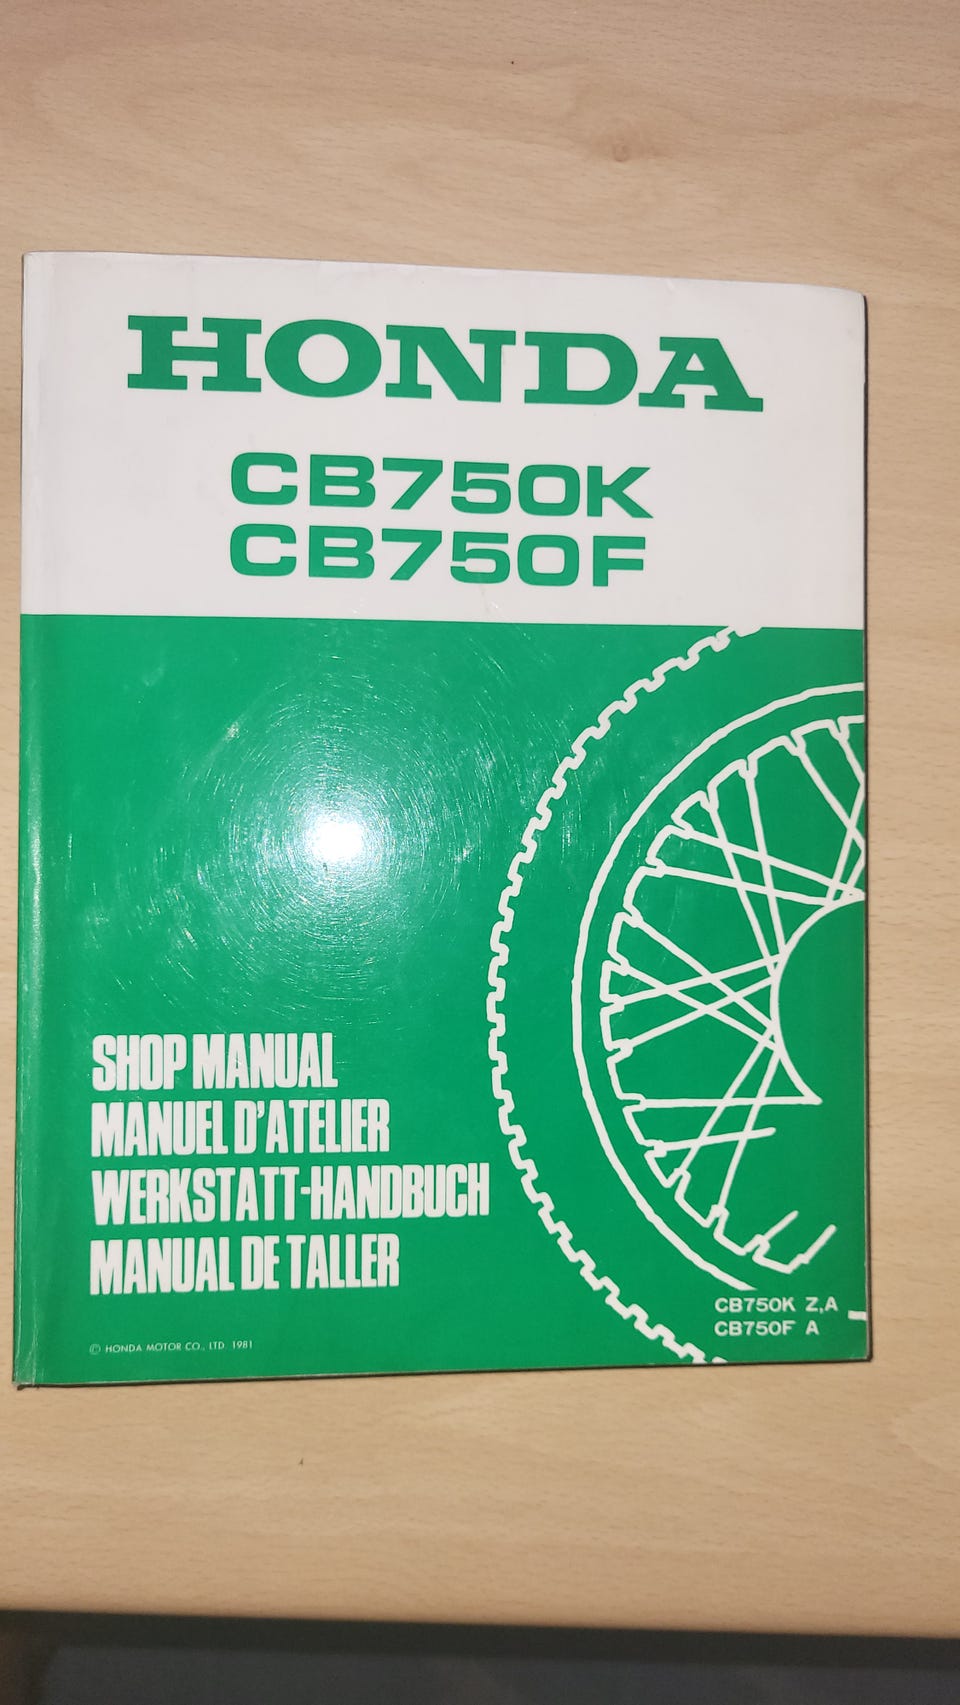 HONDA
CB750K
CB750F
SHOP MANUAL
MANUEL D'ATELIER
WERKSTATT-HANDBUCH
MANUAL DE TALLER
CB750K Z,A
CB750F A
© HONDA MOTOR CO., LTD. 1981